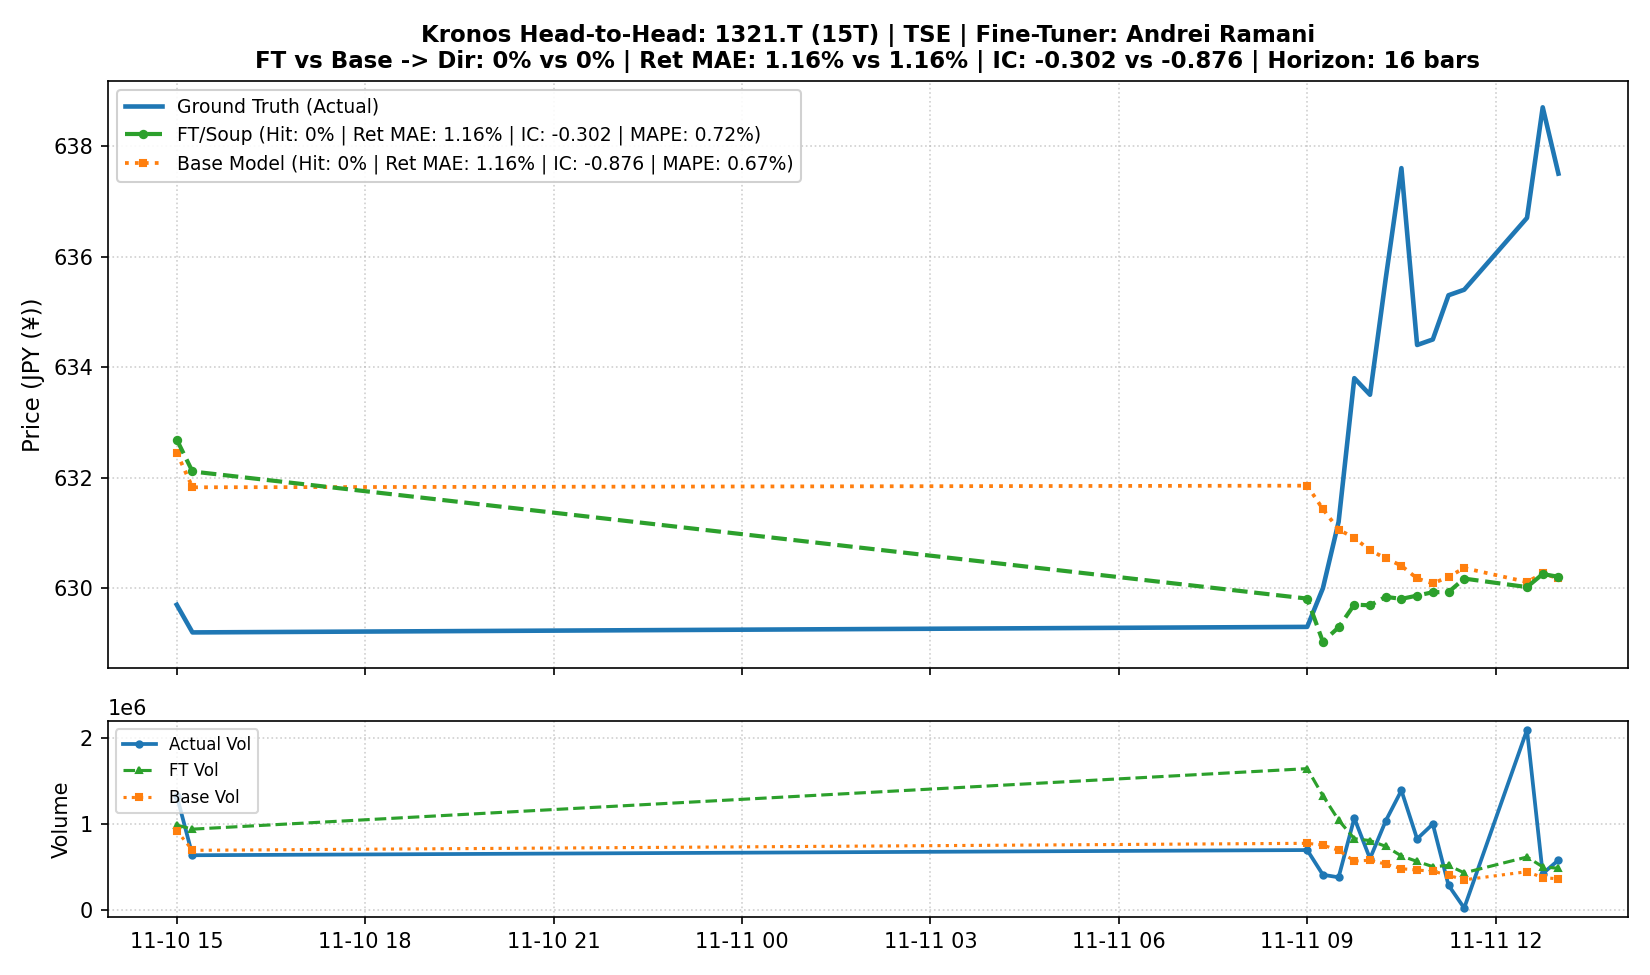 Kronos Head-to-Head: 1321.T (15T) | TSE | Fine-Tuner: Andrei Ramani
FT vs Base -> Dir: 0% vs 0% | Ret MAE: 1.16% vs 1.16% | IC: -0.302 vs -0.876 | Horizon: 16 bars
Ground Truth (Actual)
FT/Soup (Hit: 0% | Ret MAE: 1.16% | IC: -0.302 | MAPE: 0.72%)
Base Model (Hit: 0% | Ret MAE: 1.16% | IC: -0.876 | MAPE: 0.67%)
Price (JPY (¥))
638
636
634
632
630
1e6
Actual Vol
FT Vol
Base Vol
Volume
2
1
0
11-10 15
11-10 18
11-10 21
11-11 00
11-11 03
11-11 06
11-11 09
11-11 12